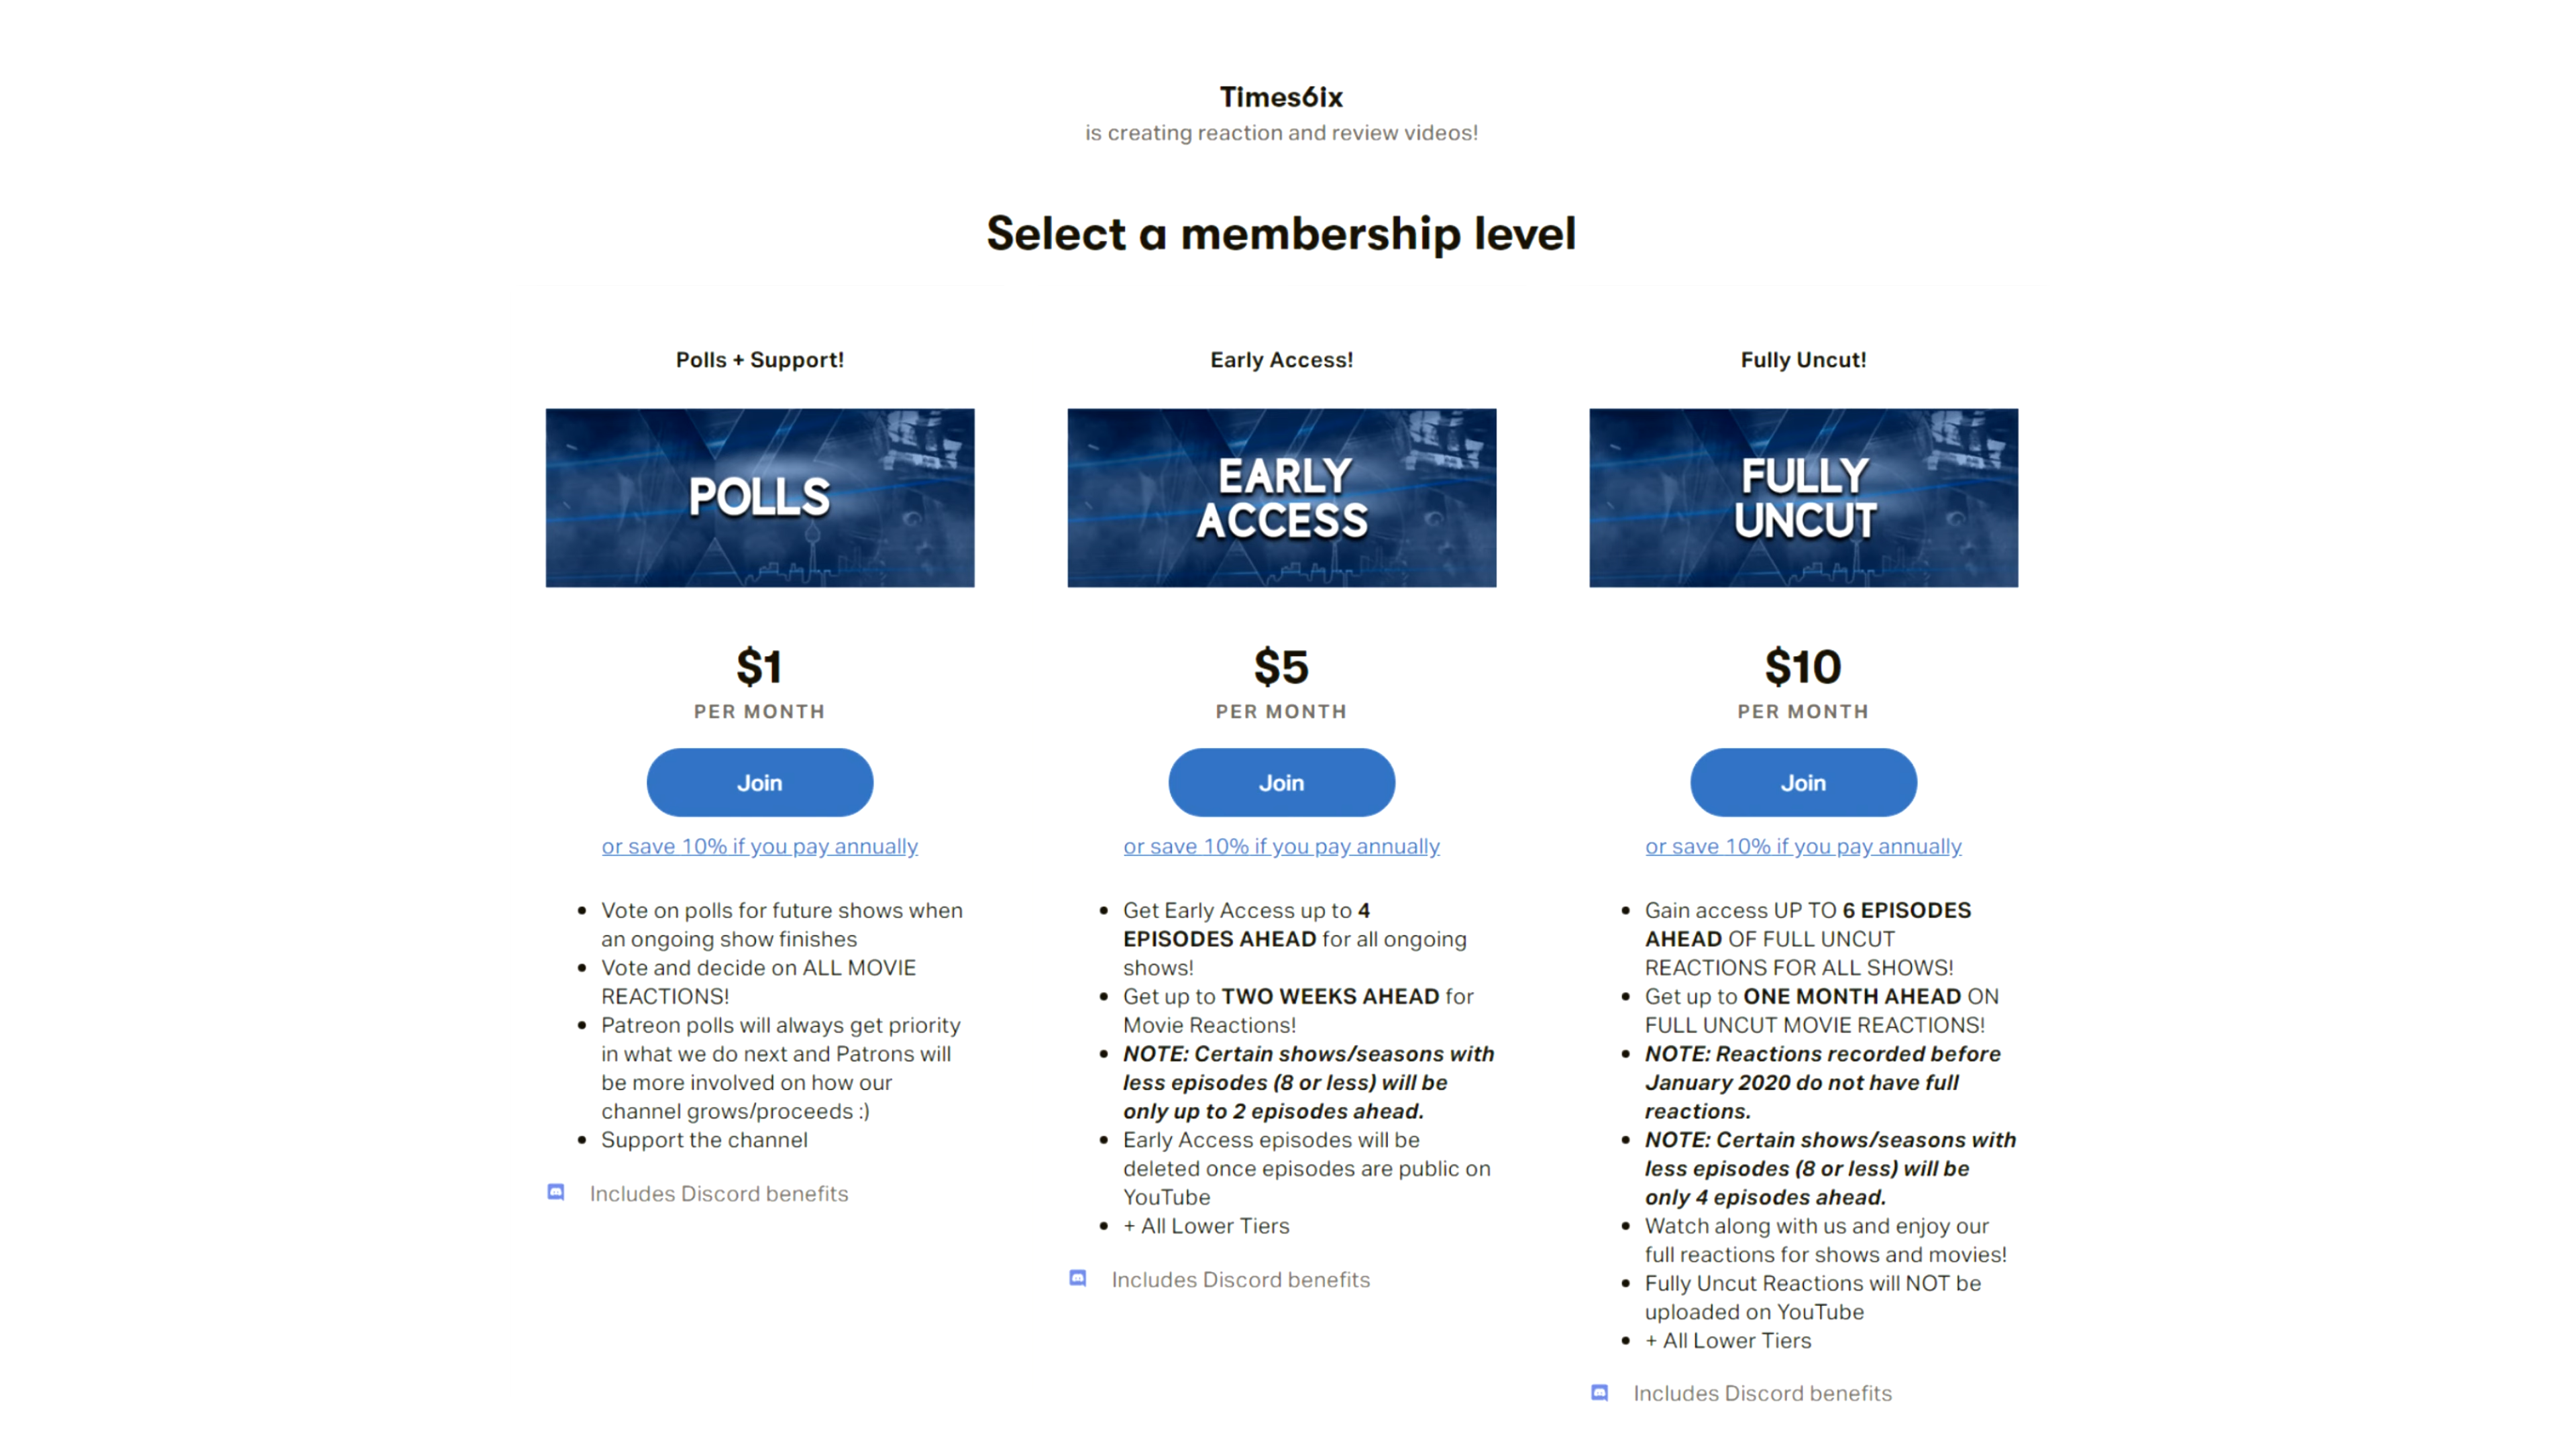 Times6ix
is creating reaction and review videos!
Select a membership level
Polls + Support!
POLLS
$1
PER MONTH
Join
or save 10% if you pay annually
• Vote on polls for future shows when
an ongoing show finishes
• Vote and decide on ALL MOVIE
REACTIONS!
• Patreon polls will always get priority
in what we do next and Patrons will
be more involved on how our
channel grows/proceeds :)
• Support the channel
Includes Discord benefits
Early Access!
EARLY
ACCESS
$5
PER MONTH
Join
or save 10% if you pay annually
• Get Early Access up to 4
EPISODES AHEAD for all ongoing
shows!
• Get up to TWO WEEKS AHEAD for
Movie Reactions!
• NOTE: Certain shows/seasons with
less episodes (8 or less) will be
only up to 2 episodes ahead.
• Early Access episodes will be
deleted once episodes are public on
YouTube
• + All Lower Tiers
Includes Discord benefits
Fully Uncut!
FULLY
UNCUT
$10
PER MONTH
Join
or save 10% if you pay annually
• Gain access UP TO 6 EPISODES
AHEAD OF FULL UNCUT
REACTIONS FOR ALL SHOWS!
• Get up to ONE MONTH AHEAD ON
FULL UNCUT MOVIE REACTIONS!
• NOTE: Reactions recorded before
January 2020 do not have full
reactions.
• NOTE: Certain shows/seasons with
less episodes (8 or less) will be
only 4 episodes ahead.
• Watch along with us and enjoy our
full reactions for shows and movies!
• Fully Uncut Reactions will NOT be
uploaded on YouTube
• + All Lower Tiers
Includes Discord benefits